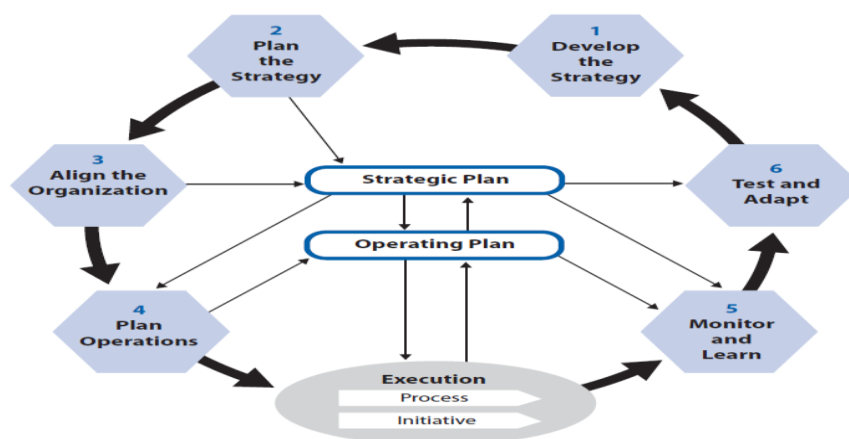 1
Develop
the
Strategy
2
Plan
the
Strategy
3
Align the
Organization
Strategic Plan
6
Test and
Adapt
Operating Plan
4
Plan
Operations
5
Monitor
and
Learn
Execution
Process
Initiative